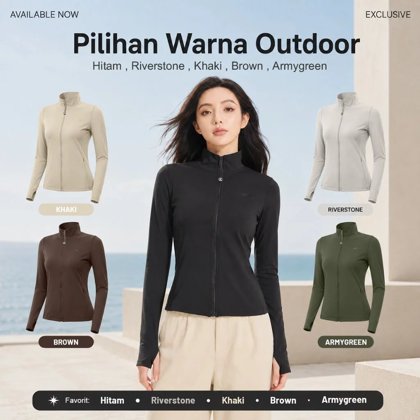 AVAILABLE NOW
EXCLUSIVE
Pilihan Warna Outdoor
Hitam , Riverstone , Khaki , Brown , Armygreen
KHAKI
RIVERSTONE
BROWN
ARMYGREEN
Favorit: Hitam • Riverstone • Khaki • Brown · Armygreen